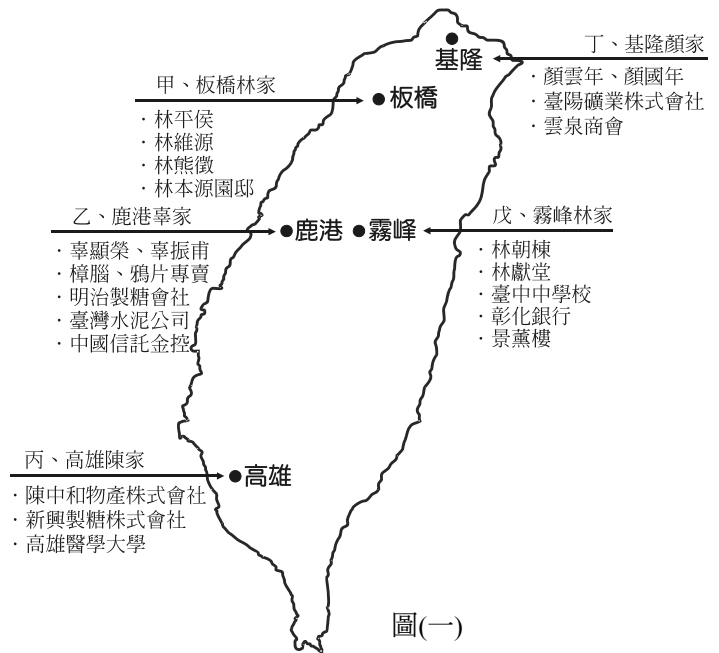 丁、基隆顏家
基隆
・顏雲年、顏國年
・臺陽礦業株式會社
・雲泉商會
甲、板橋林家
板橋
・林平侯
・林維源
・林熊徵
・林本源園邸
乙、鹿港辜家
鹿港
・辜顯榮、辜振甫
・樟腦、鴉片專賣
・明治製糖會社
・臺灣水泥公司
・中國信託金控
戊、霧峰林家
霧峰
・林朝棟
・林獻堂
・臺中中學校
・彰化銀行
・景薰樓
丙、高雄陳家
高雄
・陳中和物產株式會社
・新興製糖株式會社
・高雄醫學大學
圖(一)